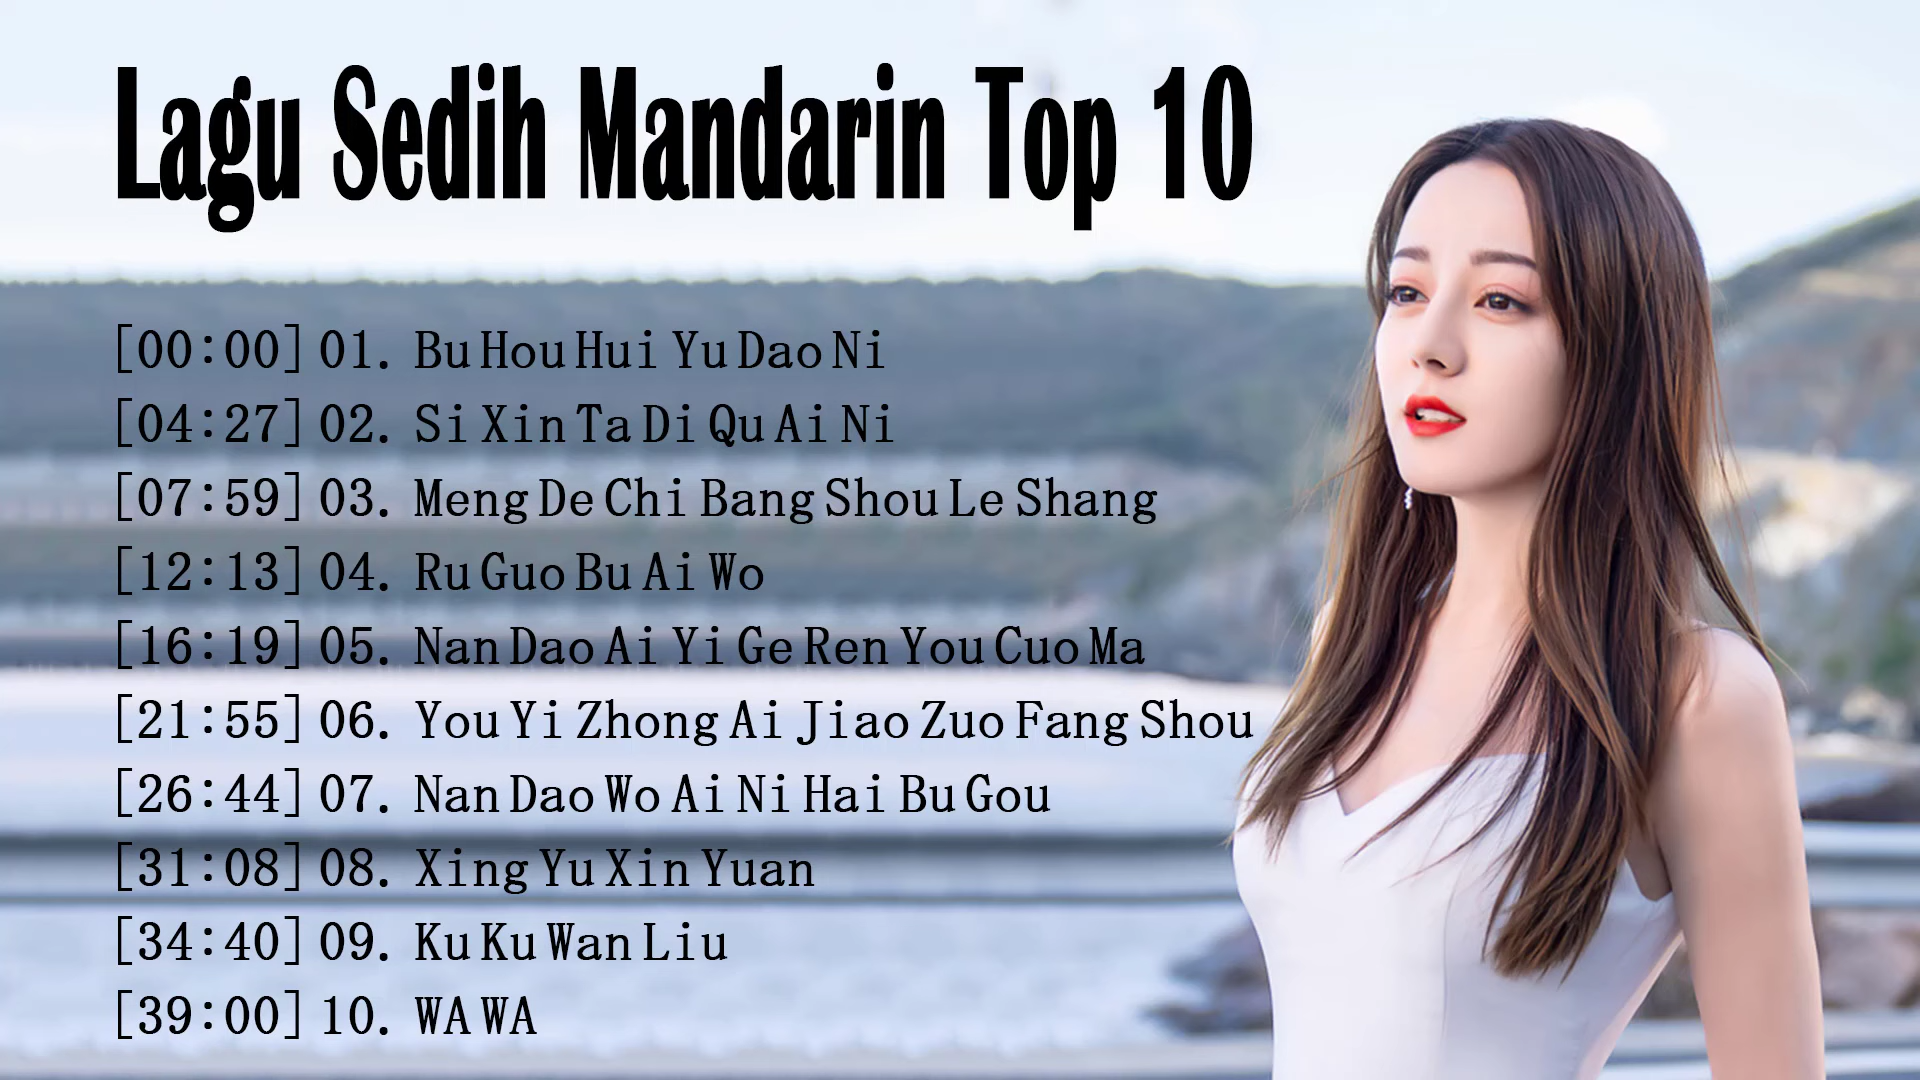 Lagu Sedih Mandarin Top 10
[00:00] 01. Bu Hou Hui Yu Dao Ni
[04:27] 02. Si Xin Ta Di Qu Ai Ni
[07:59] 03. Meng De Chi Bang Shou Le Shang
[12:13] 04. Ru Guo Bu Ai Wo
[16:19] 05. Nan Dao Ai Yi Ge Ren You Cuo Ma
[21:55] 06. You Yi Zhong Ai Jiao Zuo Fang Shou
[26:44] 07. Nan Dao Wo Ai Ni Hai Bu Gou
[31:08] 08. Xing Yu Xin Yuan
[34:40] 09. Ku Ku Wan Liu
[39:00] 10. WA WA